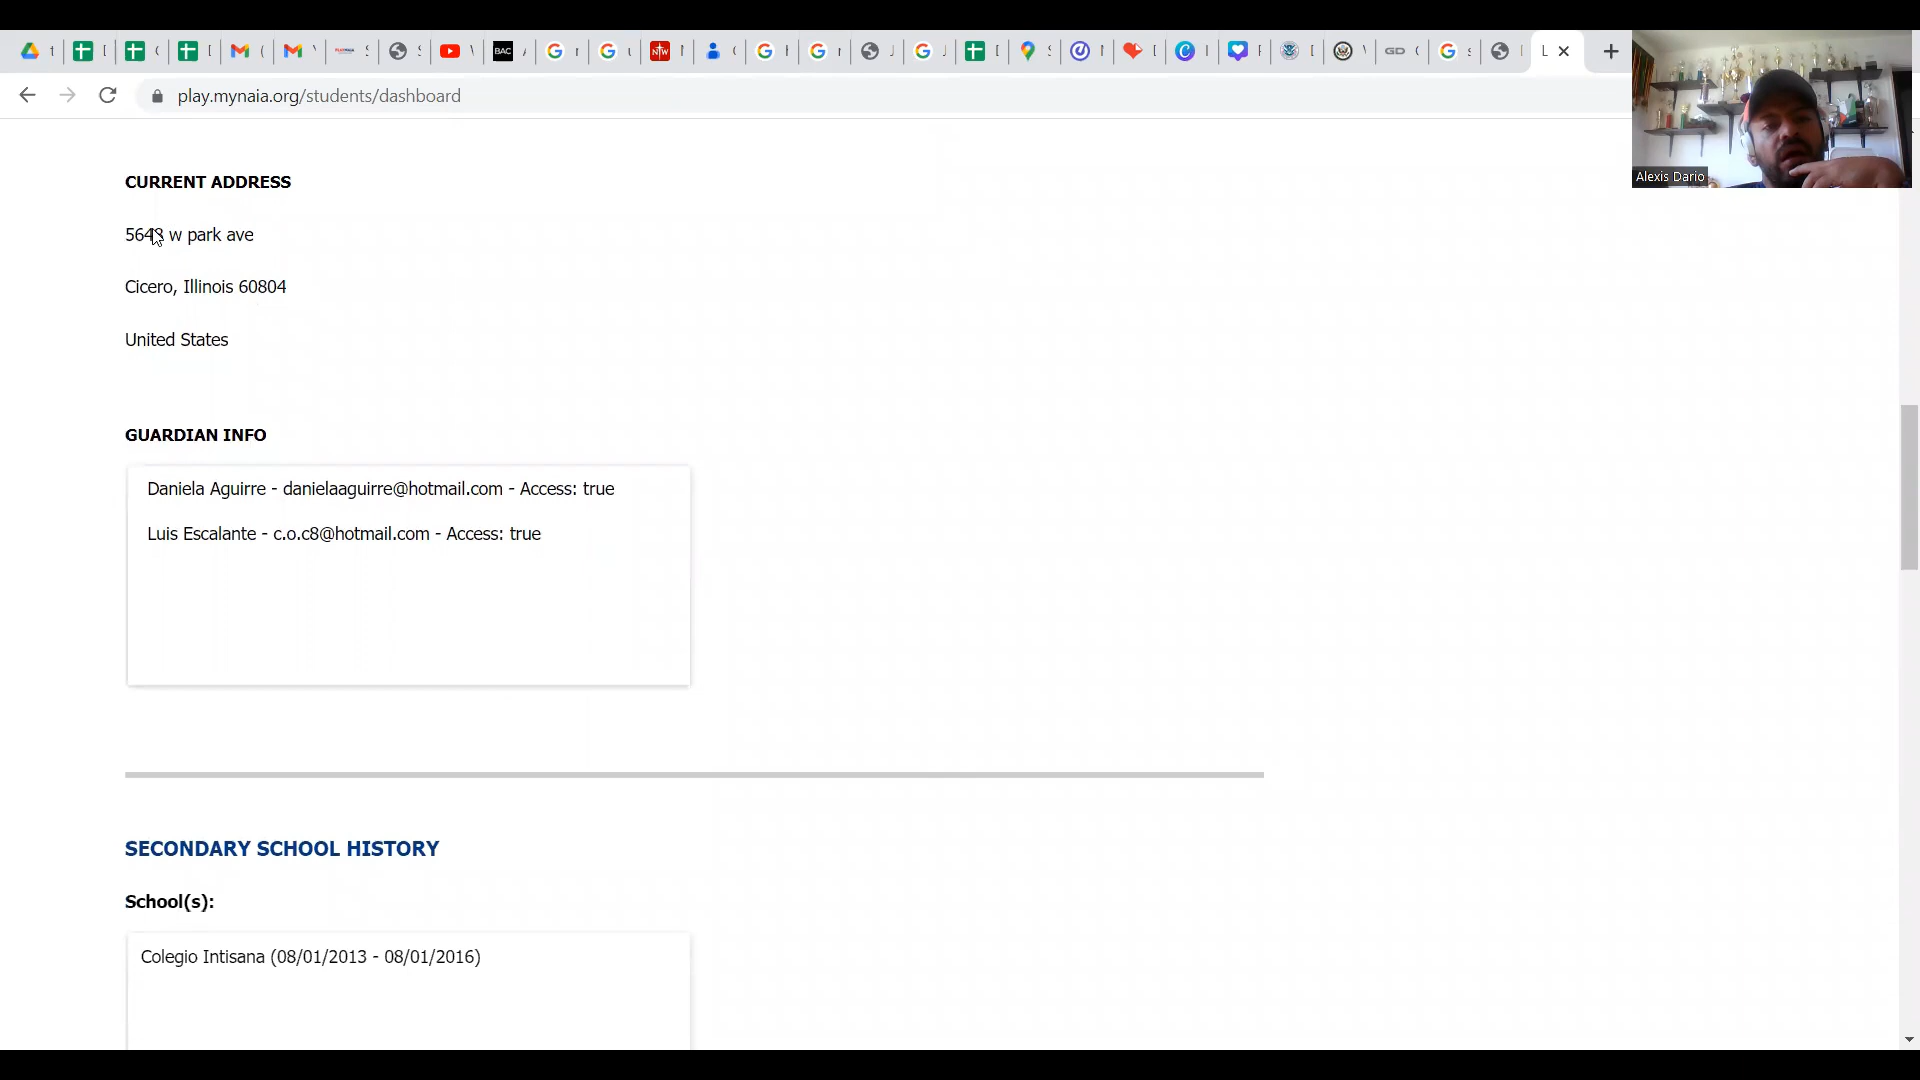 play.mynaia.org/students/dashboard
Alexis Dario
CURRENT ADDRESS
w park ave
Cicero, Illinois 60804
United States
GUARDIAN INFO
Daniela Aguirre - danielaaguirre@hotmail.com - Access: true
Luis Escalante - c.o.c8@hotmail.com - Access: true
SECONDARY SCHOOL HISTORY
School(s):
Colegio Intisana (08/01/2013 - 08/01/2016)